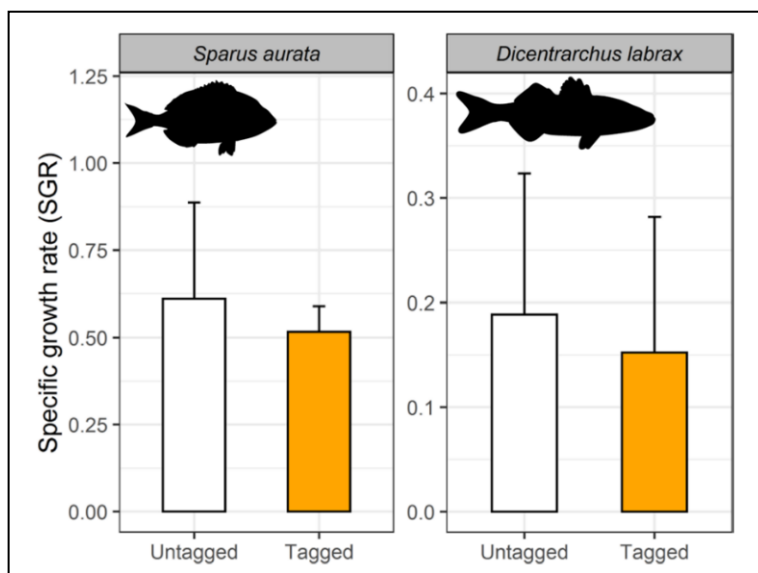 Sparus aurata
Dicentrarchus labrax
Specific growth rate (SGR)
1.25
1.00
0.75
0.50
0.25
0.00
0.4
0.3
0.2
0.1
0.0
Untagged Tagged
Untagged Tagged